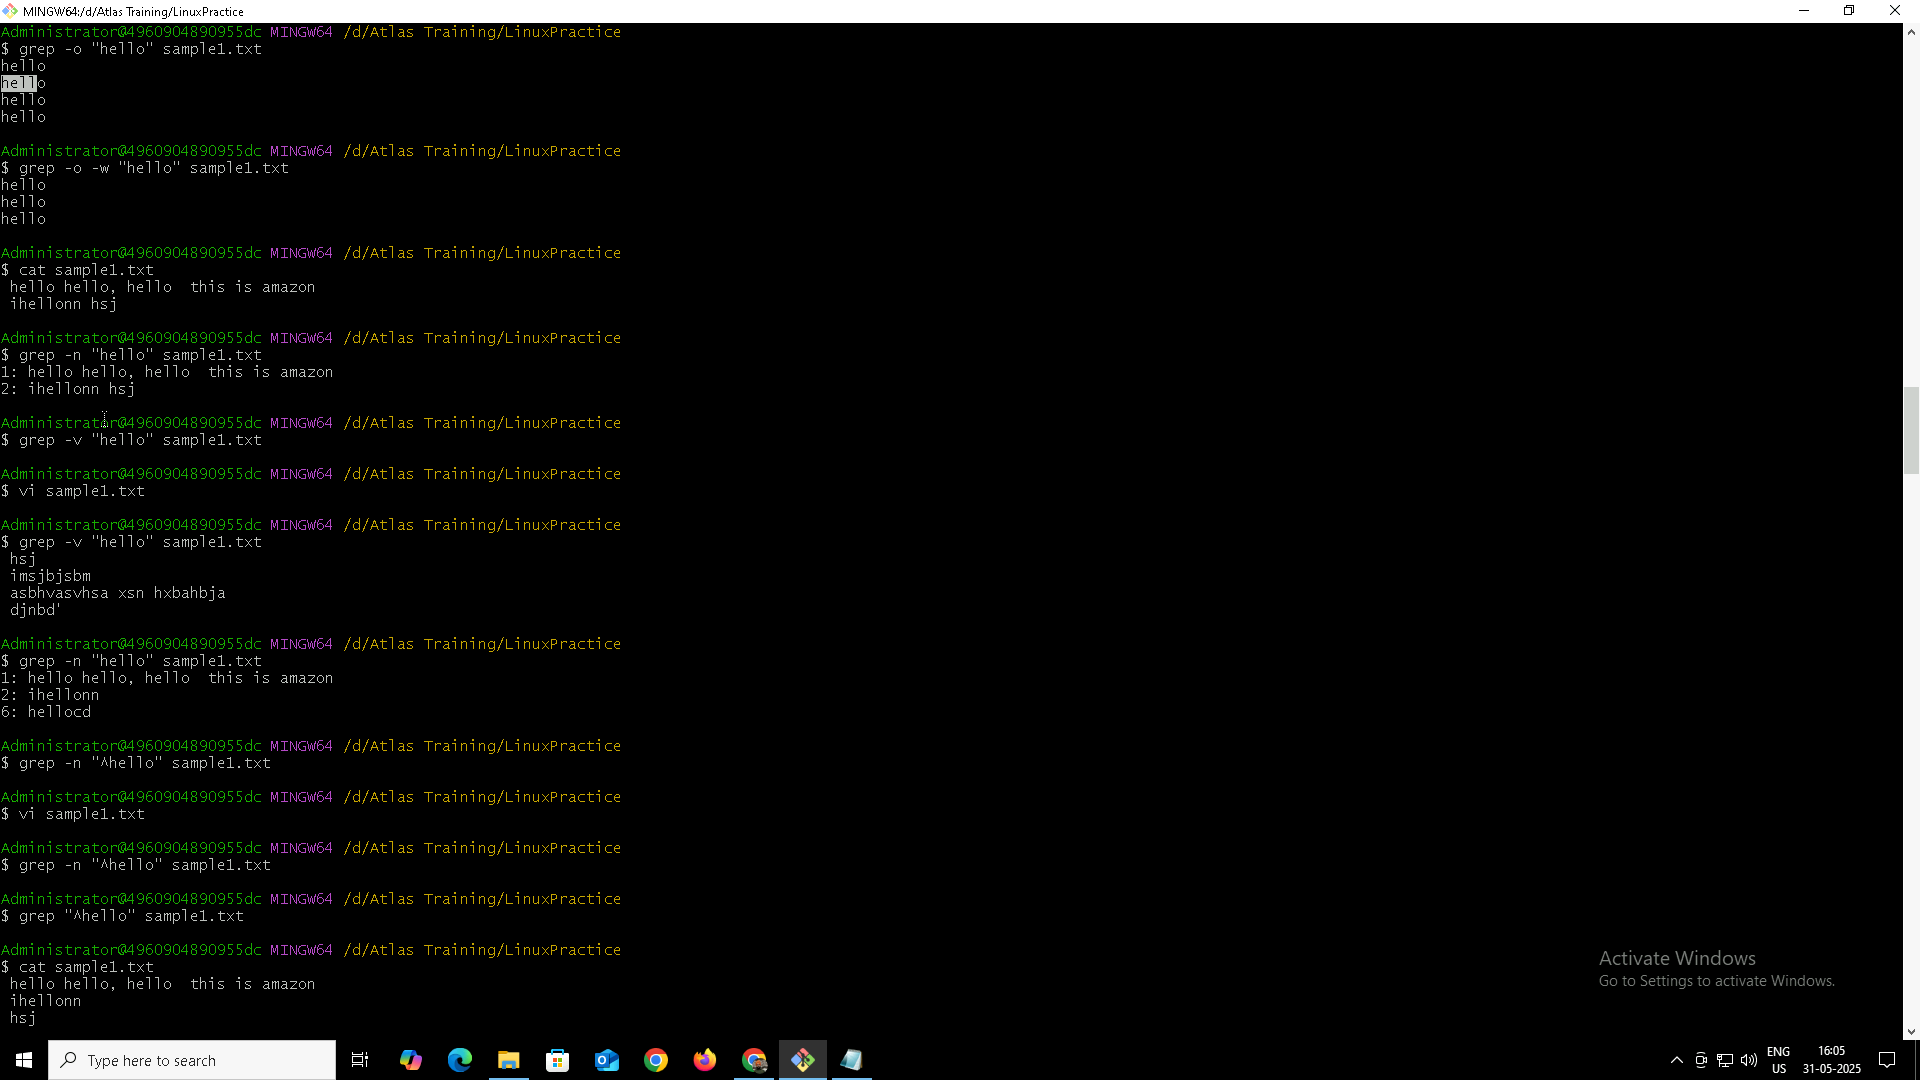 MINGW64:/d/Atlas Training/LinuxPractice
Administrator@4960904890955dc MINGW64 /d/Atlas Training/LinuxPractice
$ grep -o "hello" sample1.txt
hello
hello
hello
hello
Administrator@4960904890955dc MINGW64 /d/Atlas Training/LinuxPractice
$ grep -o -w "hello" sample1.txt
hello
hello
hello
Administrator@4960904890955dc MINGW64 /d/Atlas Training/LinuxPractice
$ cat sample1.txt
 hello hello, hello  this is amazon
 ihellonn hsj
Administrator@4960904890955dc MINGW64 /d/Atlas Training/LinuxPractice
$ grep -n "hello" sample1.txt
1: hello hello, hello  this is amazon
2: ihellonn hsj
Administrator@4960904890955dc MINGW64 /d/Atlas Training/LinuxPractice
$ grep -v "hello" sample1.txt
Administrator@4960904890955dc MINGW64 /d/Atlas Training/LinuxPractice
$ vi sample1.txt
Administrator@4960904890955dc MINGW64 /d/Atlas Training/LinuxPractice
$ grep -v "hello" sample1.txt
 hsj
 imsjbjsbm
 asbhvasvhsa xsn hxbahbja
 djnbd'
Administrator@4960904890955dc MINGW64 /d/Atlas Training/LinuxPractice
$ grep -n "hello" sample1.txt
1: hello hello, hello  this is amazon
2: ihellonn
6: hellocd
Administrator@4960904890955dc MINGW64 /d/Atlas Training/LinuxPractice
$ grep -n "^hello" sample1.txt
Administrator@4960904890955dc MINGW64 /d/Atlas Training/LinuxPractice
$ vi sample1.txt
Administrator@4960904890955dc MINGW64 /d/Atlas Training/LinuxPractice
$ grep -n "^hello" sample1.txt
Administrator@4960904890955dc MINGW64 /d/Atlas Training/LinuxPractice
$ grep "^hello" sample1.txt
Administrator@4960904890955dc MINGW64 /d/Atlas Training/LinuxPractice
$ cat sample1.txt
 hello hello, hello  this is amazon
 ihellonn
 hsj
Activate Windows
Go to Settings to activate Windows.
Type here to search
ENG
US
16:05
31-05-2025